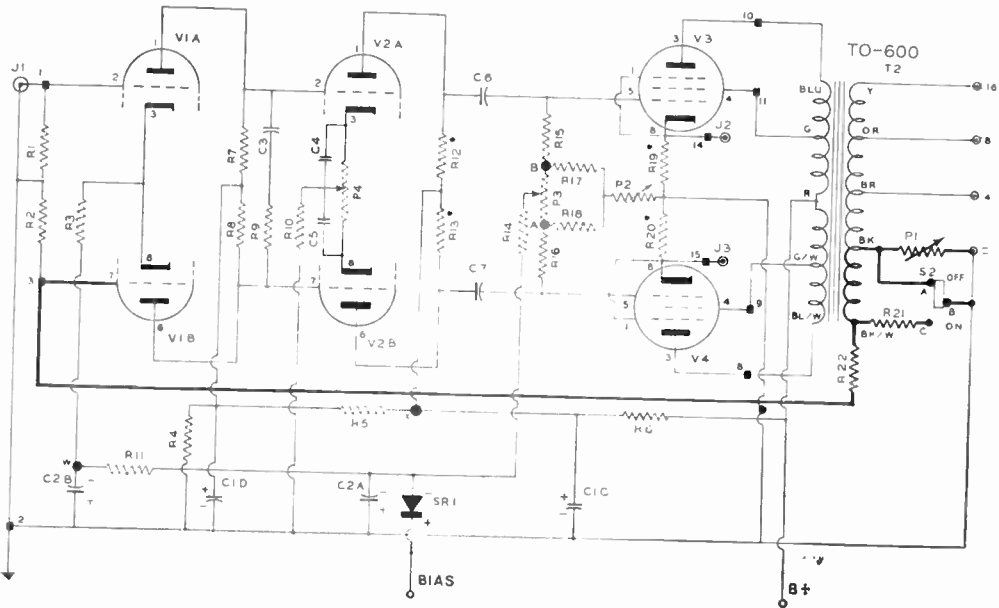 10
V1A
V2A
V3
TO-600
T2
J1
1
1
1
3
Y
16
2
2
C6
1
5
4
11
BLU
G
OR
8
3
3
8
14
J2
R1
R7
C3
C4
R12
R15
R19
B
R17
P4
P2
R
BR
4
R2
R3
R8
R9
R10
C5
R13
R14
P3
A
R18
R16
R20
BK
P1
G/W
S2
OFF
A
3
7
8
7
8
C7
8
15
J3
5
4
9
1
BL/W
R21
B
C
ON
BK/W
6
V1B
6
V2B
3
V4
8
R22
R4
R5
R6
W
R11
C2B
C1D
C2A
SR1
C1C
2
BIAS
B+